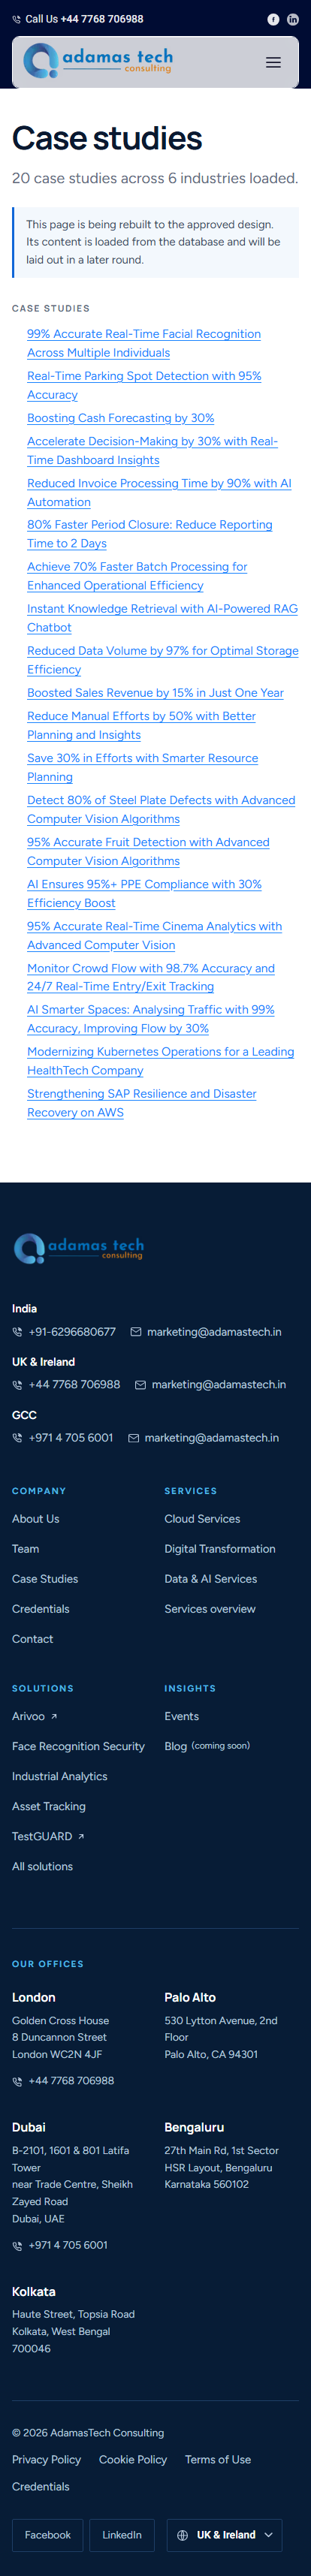 Call Us +44 7768 706988
adamas tech
consulting
Case studies
20 case studies across 6 industries loaded.
This page is being rebuilt to the approved design.
Its content is loaded from the database and will be
laid out in a later round.
CASE STUDIES
99% Accurate Real-Time Facial Recognition
Across Multiple Individuals
Real-Time Parking Spot Detection with 95%
Accuracy
Boosting Cash Forecasting by 30%
Accelerate Decision-Making by 30% with Real-
Time Dashboard Insights
Reduced Invoice Processing Time by 90% with AI
Automation
80% Faster Period Closure: Reduce Reporting
Time to 2 Days
Achieve 70% Faster Batch Processing for
Enhanced Operational Efficiency
Instant Knowledge Retrieval with AI-Powered RAG
Chatbot
Reduced Data Volume by 97% for Optimal Storage
Efficiency
Boosted Sales Revenue by 15% in Just One Year
Reduce Manual Efforts by 50% with Better
Planning and Insights
Save 30% in Efforts with Smarter Resource
Planning
Detect 80% of Steel Plate Defects with Advanced
Computer Vision Algorithms
95% Accurate Fruit Detection with Advanced
Computer Vision Algorithms
AI Ensures 95%+ PPE Compliance with 30%
Efficiency Boost
95% Accurate Real-Time Cinema Analytics with
Advanced Computer Vision
Monitor Crowd Flow with 98.7% Accuracy and
24/7 Real-Time Entry/Exit Tracking
AI Smarter Spaces: Analysing Traffic with 99%
Accuracy, Improving Flow by 30%
Modernizing Kubernetes Operations for a Leading
HealthTech Company
Strengthening SAP Resilience and Disaster
Recovery on AWS
adamas tech
consulting
India
+91-6296680677 marketing@adamastech.in
UK & Ireland
+44 7768 706988 marketing@adamastech.in
GCC
+971 4 705 6001 marketing@adamastech.in
COMPANY
About Us
Team
Case Studies
Credentials
Contact
SERVICES
Cloud Services
Digital Transformation
Data & AI Services
Services overview
SOLUTIONS
Arivoo
Face Recognition Security
Industrial Analytics
Asset Tracking
TestGUARD
All solutions
INSIGHTS
Events
Blog (coming soon)
OUR OFFICES
London
Golden Cross House
8 Duncannon Street
London WC2N 4JF
+44 7768 706988
Palo Alto
530 Lytton Avenue, 2nd
Floor
Palo Alto, CA 94301
Dubai
B-2101, 1601 & 801 Latifa
Tower
near Trade Centre, Sheikh
Zayed Road
Dubai, UAE
+971 4 705 6001
Bengaluru
27th Main Rd, 1st Sector
HSR Layout, Bengaluru
Karnataka 560102
Kolkata
Haute Street, Topsia Road
Kolkata, West Bengal
700046
© 2026 AdamasTech Consulting
Privacy Policy Cookie Policy Terms of Use
Credentials
Facebook LinkedIn UK & Ireland